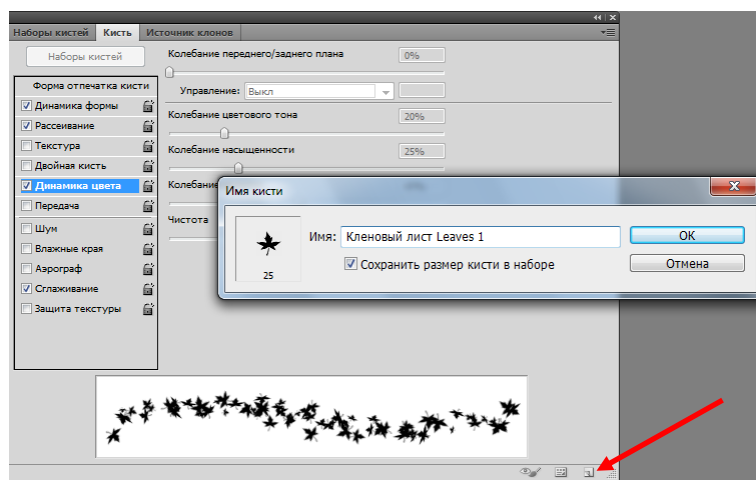 Наборы кистей Кисть Источник клонов
Наборы кистей
Форма отпечатка кисти
Динамика формы
Рассеивание
Текстура
Двойная кисть
Динамика цвета
Передача
Шум
Влажные края
Аэрограф
Сглаживание
Защита текстуры
Колебание переднего/заднего плана 0%
Управление: Выкл
Колебание цветового тона 20%
Колебание насыщенности 25%
Колебание
Чистота
Имя кисти
25
Имя: Кленовый лист Leaves 1
Сохранить размер кисти в наборе
OK
Отмена